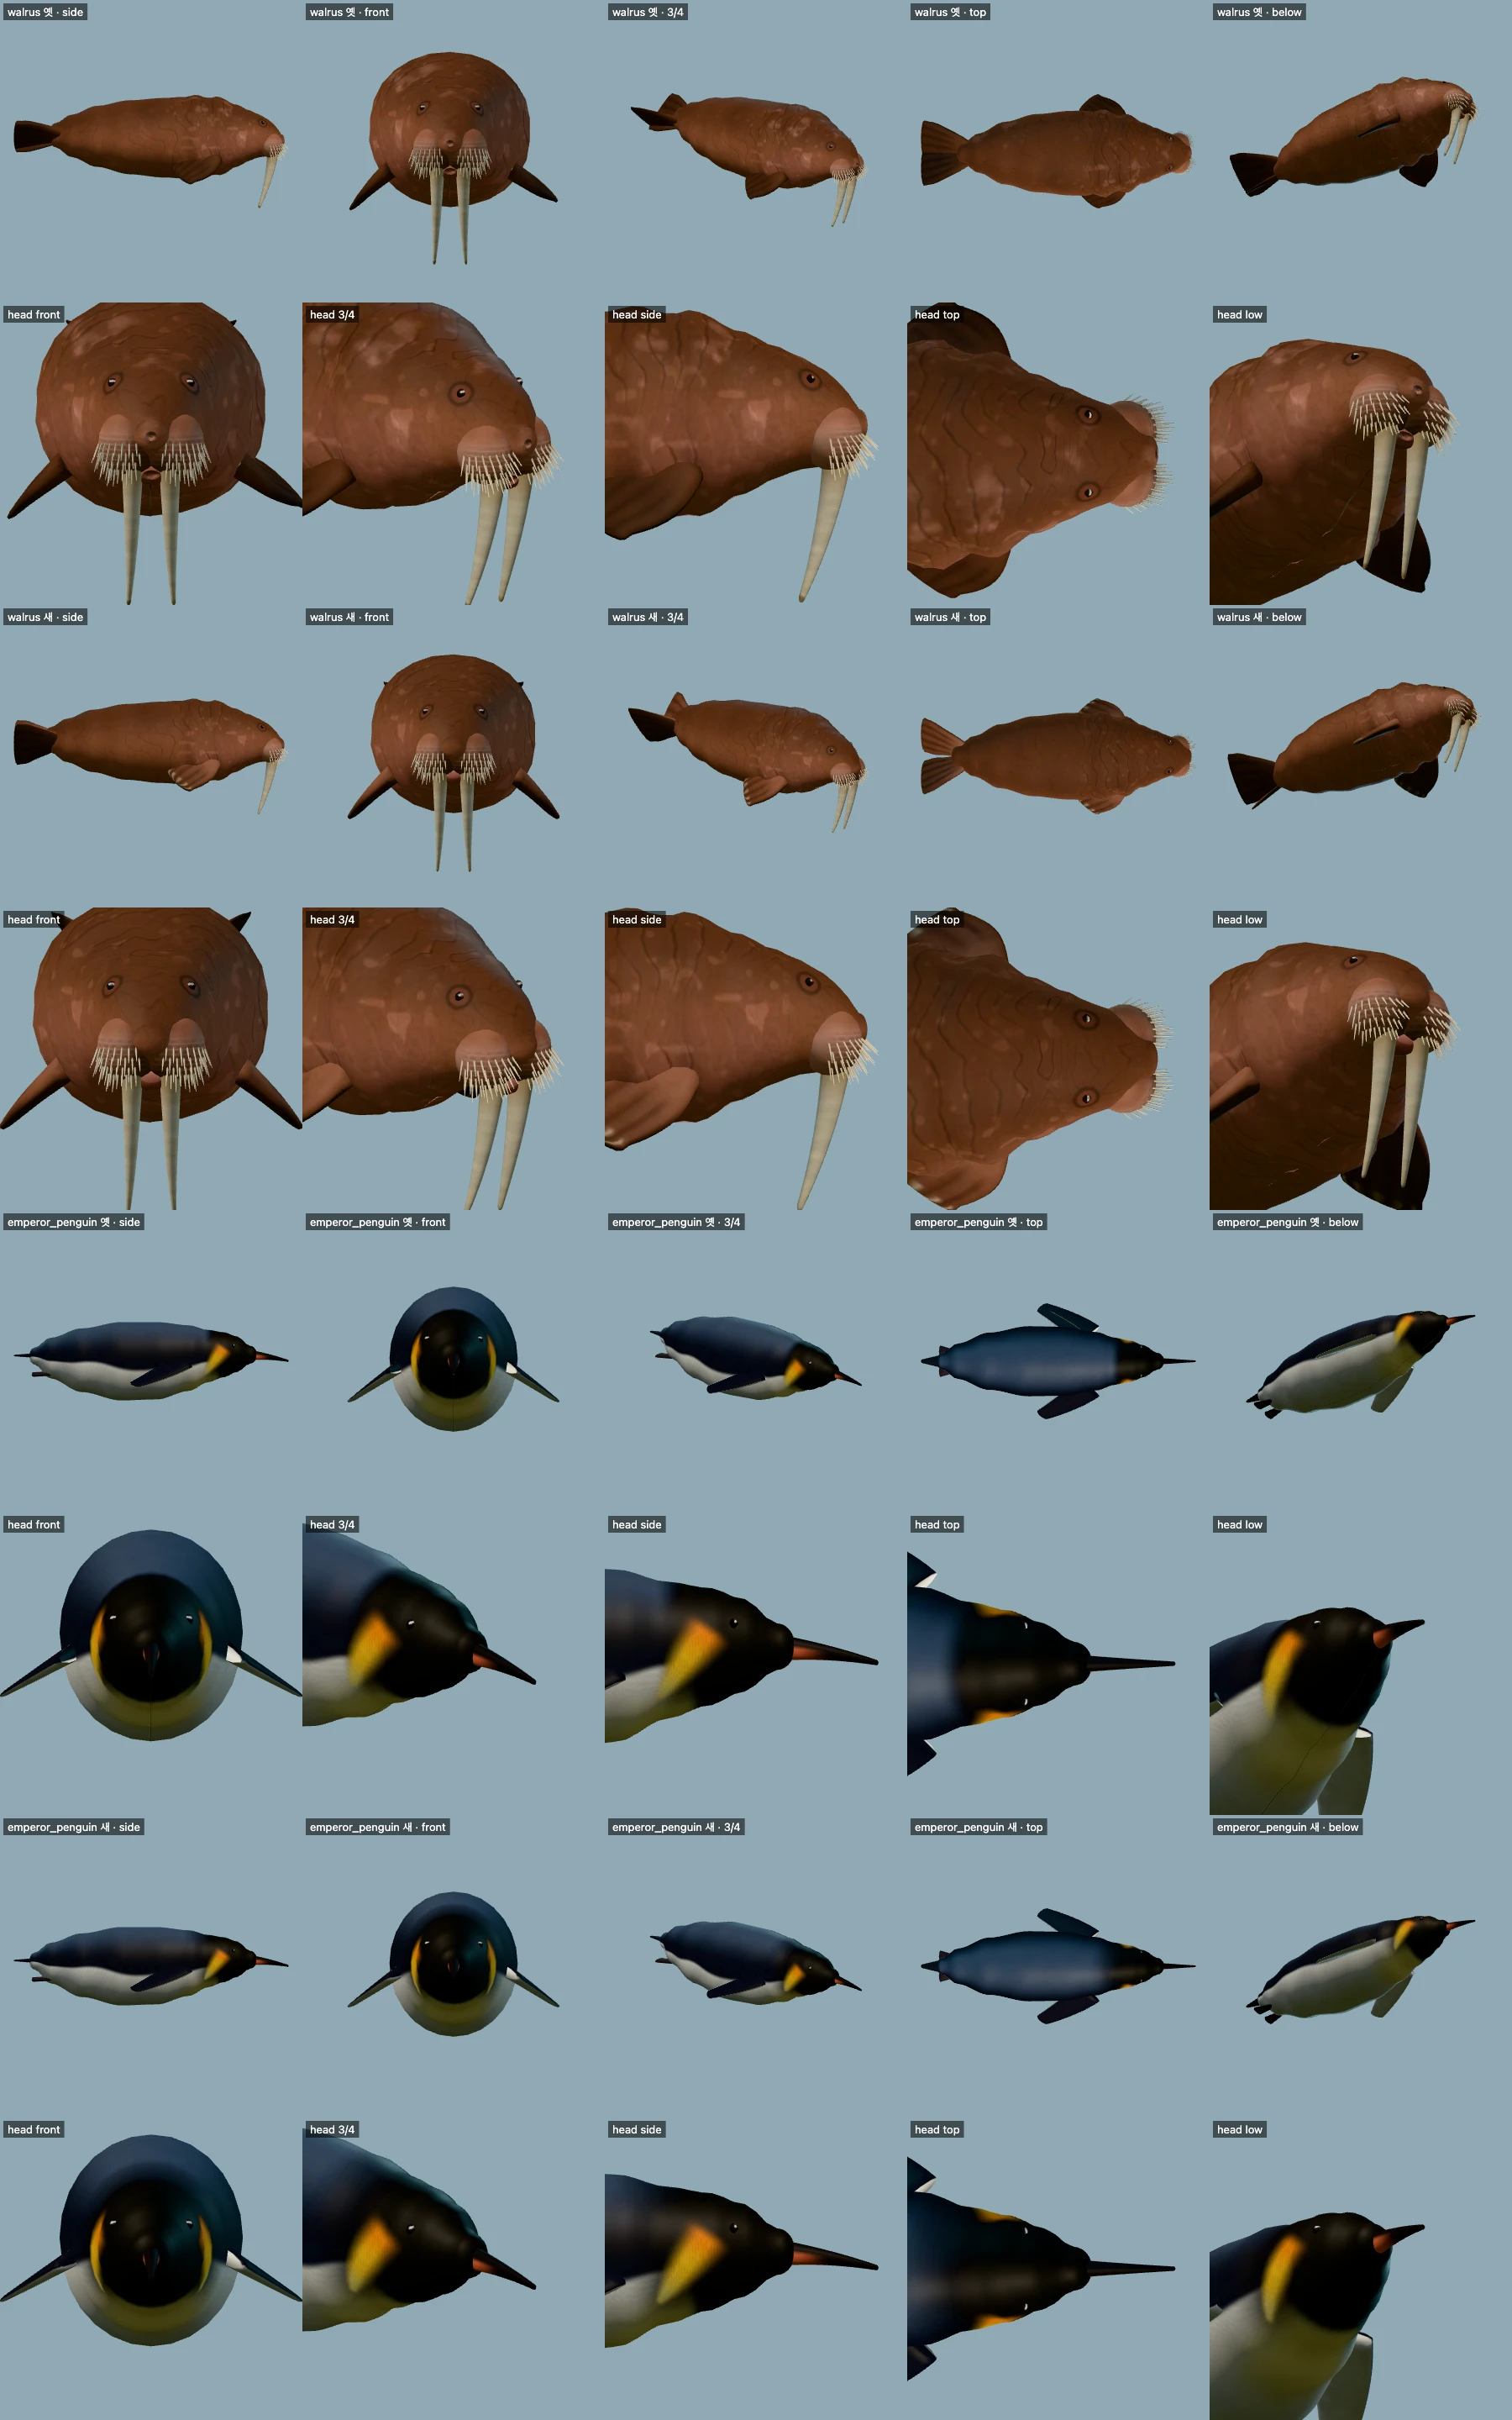 walrus 옛 · side
walrus 옛 · front
walrus 옛 · 3/4
walrus 옛 · top
walrus 옛 · below
head front
head 3/4
head side
head top
head low
walrus 새 · side
walrus 새 · front
walrus 새 · 3/4
walrus 새 · top
walrus 새 · below
head front
head 3/4
head side
head top
head low
emperor_penguin 옛 · side
emperor_penguin 옛 · front
emperor_penguin 옛 · 3/4
emperor_penguin 옛 · top
emperor_penguin 옛 · below
head front
head 3/4
head side
head top
head low
emperor_penguin 새 · side
emperor_penguin 새 · front
emperor_penguin 새 · 3/4
emperor_penguin 새 · top
emperor_penguin 새 · below
head front
head 3/4
head side
head top
head low